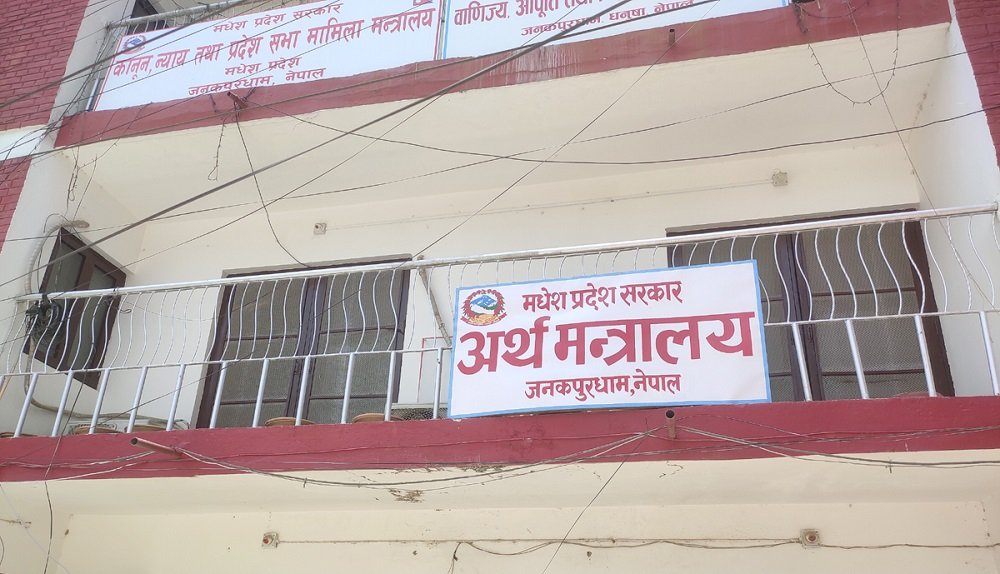 मधेश प्रदेश सरकार
कानून, न्याय तथा प्रदेश सभा मामिला मन्त्रालय
मधेश प्रदेश
जनकपुरधाम, नेपाल
वाणिज्य, आपूर्ति तथा
जनकपुरधाम धनुषा नेपाल
मधेश प्रदेश सरकार
अर्थ मन्त्रालय
जनकपुरधाम,नेपाल